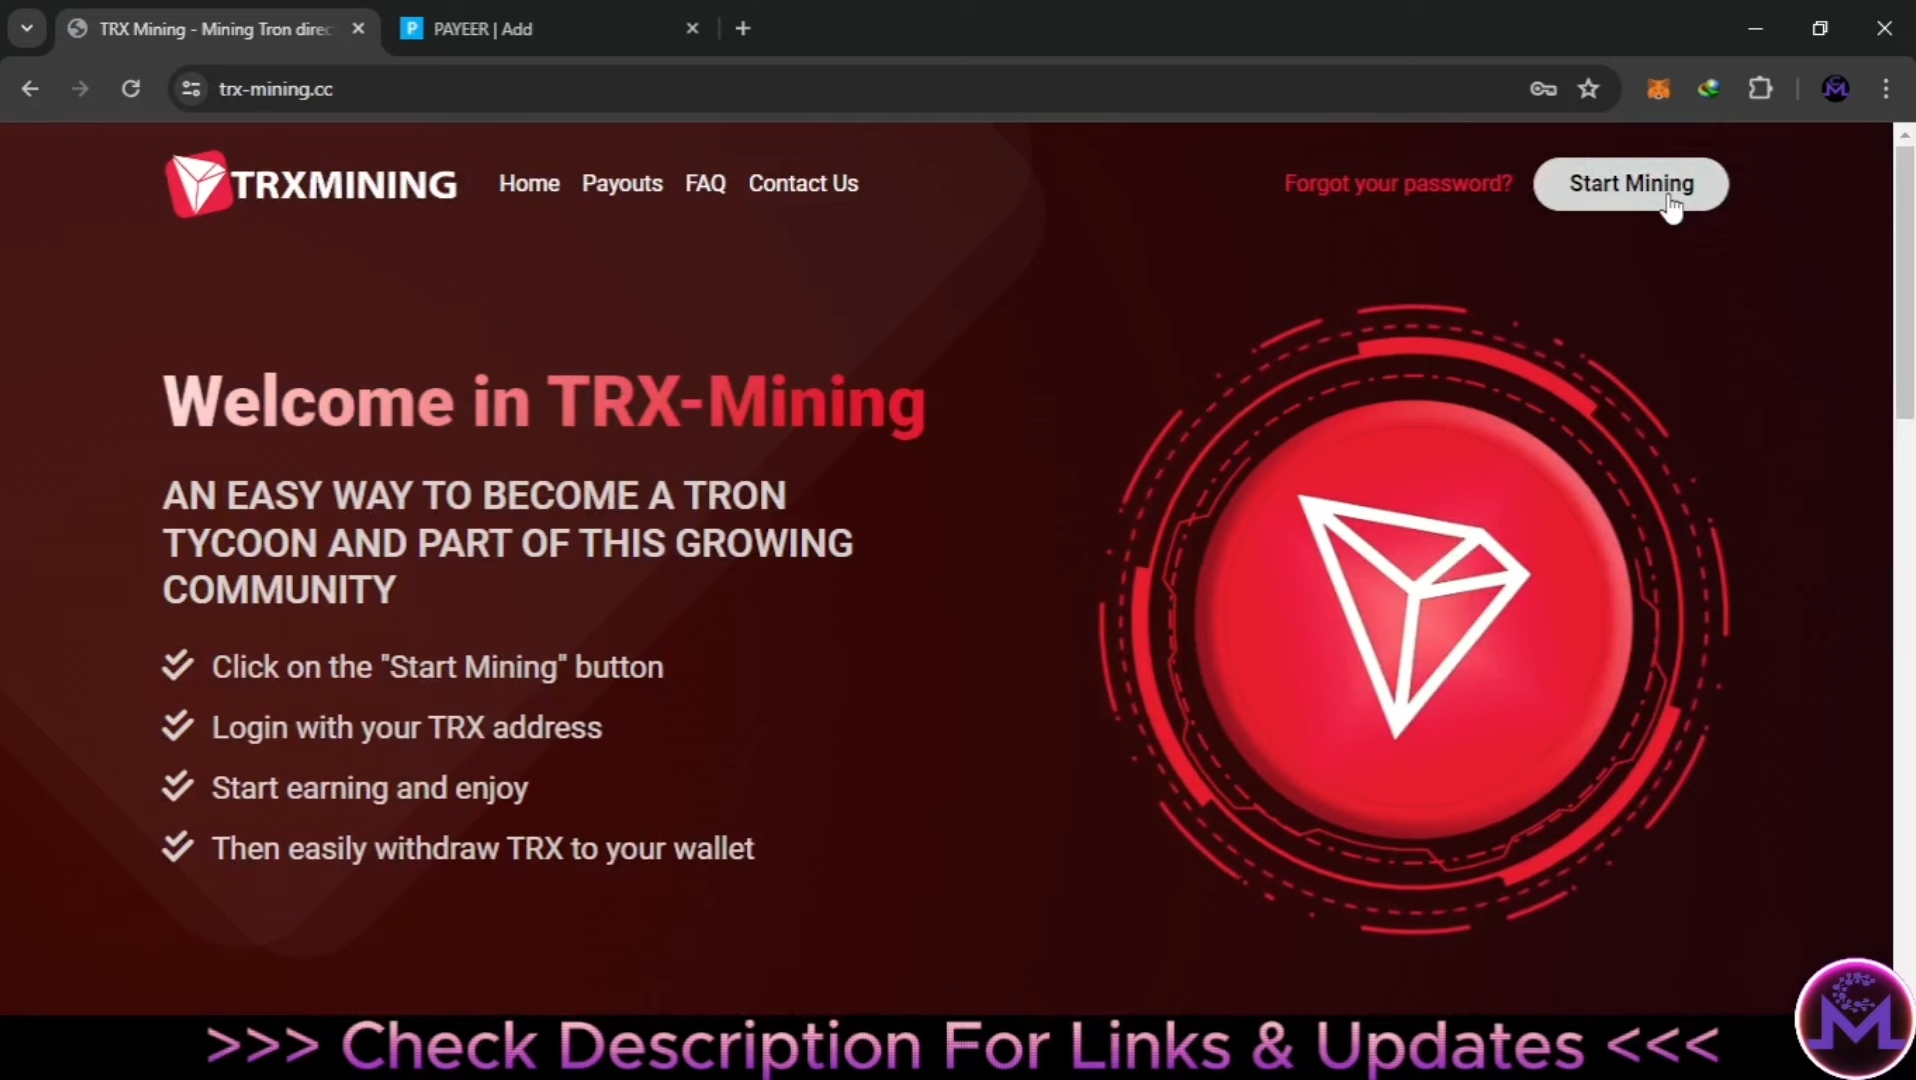 TRX Mining - Mining Tron direc
PAYEER | Add
trx-mining.cc
TRXMINING
Home
Payouts
FAQ
Contact Us
Forgot your password?
Start Mining
Welcome in TRX-Mining
AN EASY WAY TO BECOME A TRON
TYCOON AND PART OF THIS GROWING
COMMUNITY
Click on the "Start Mining" button
Login with your TRX address
Start earning and enjoy
Then easily withdraw TRX to your wallet
>>> Check Description For Links & Updates <<<